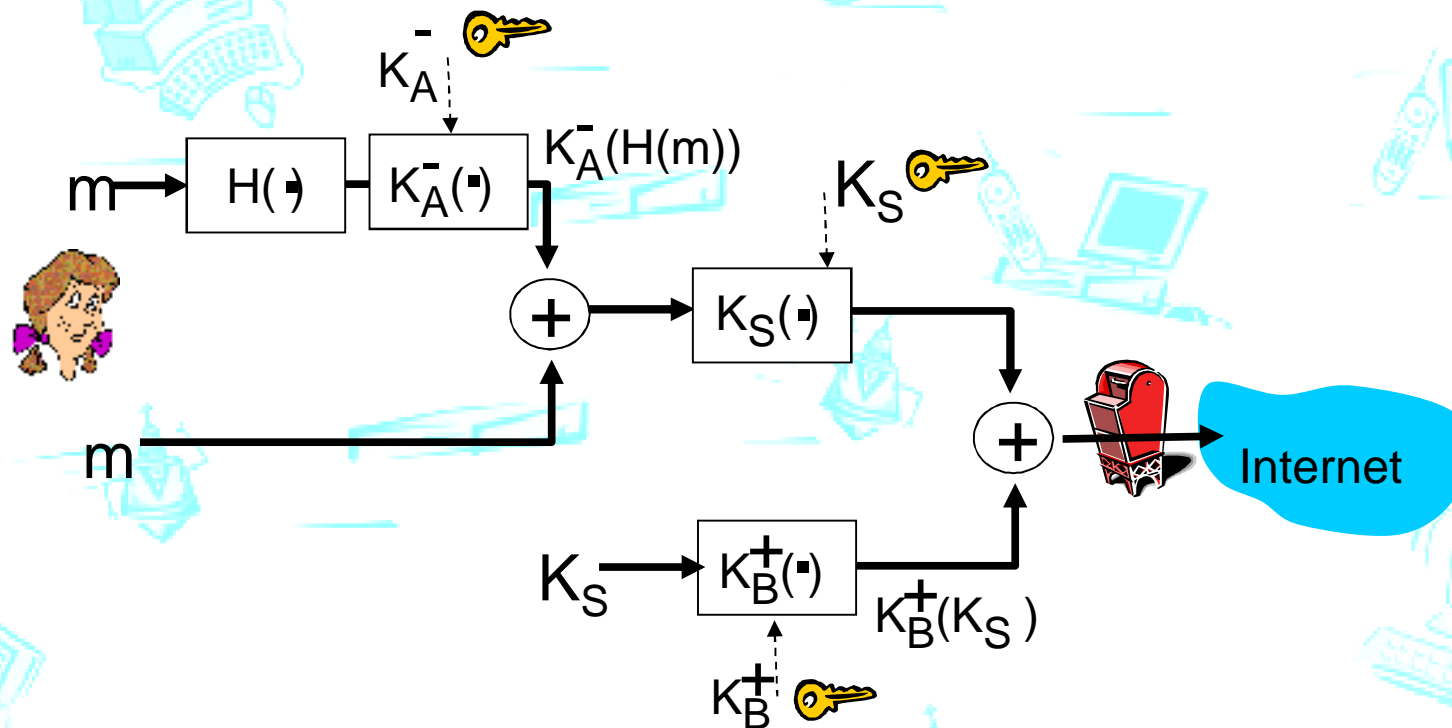 K_A^-
m
H(·)
K_A^-(·)
K_A^-(H(m))
K_S
+
K_S(·)
m
+
Internet
K_S
K_B^+(·)
K_B^+(K_S )
K_B^+